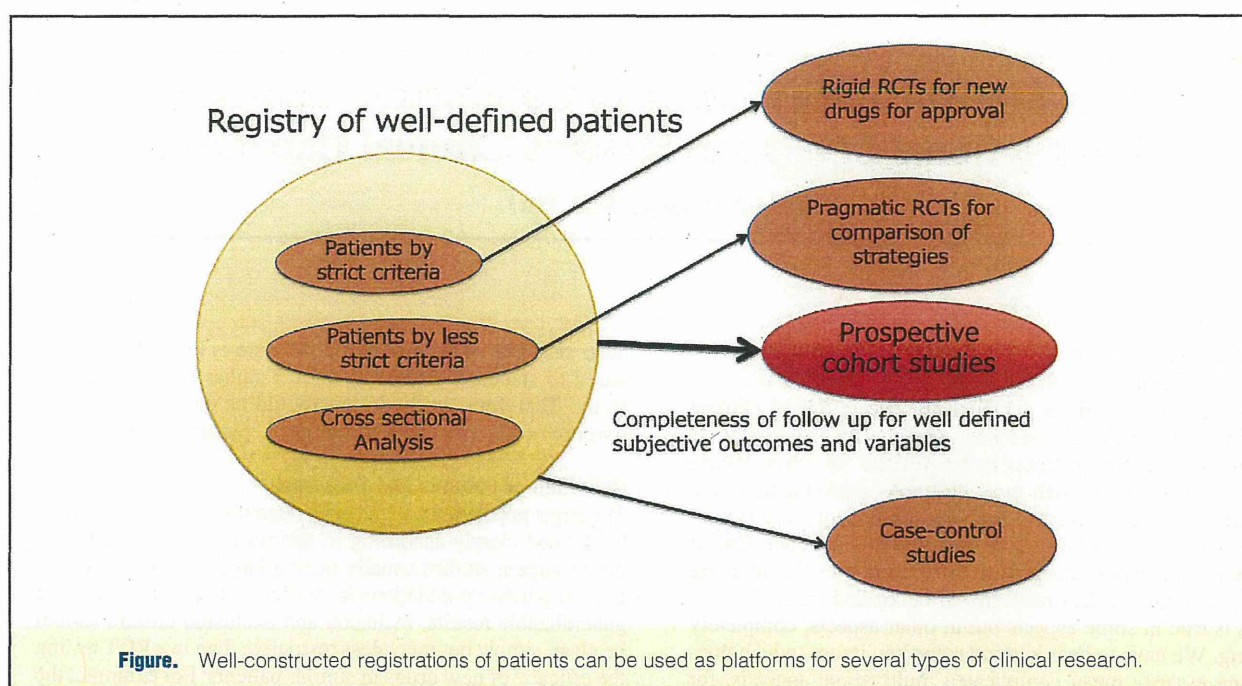 Registry of well-defined patients
Patients by
strict criteria
Patients by less
strict criteria
Cross sectional
Analysis
Rigid RCTs for new
drugs for approval
Pragmatic RCTs for
comparison of
strategies
Prospective
cohort studies
Completeness of follow up for well defined
subjective outcomes and variables
Case-control
studies
Figure. Well-constructed registrations of patients can be used as platforms for several types of clinical research.